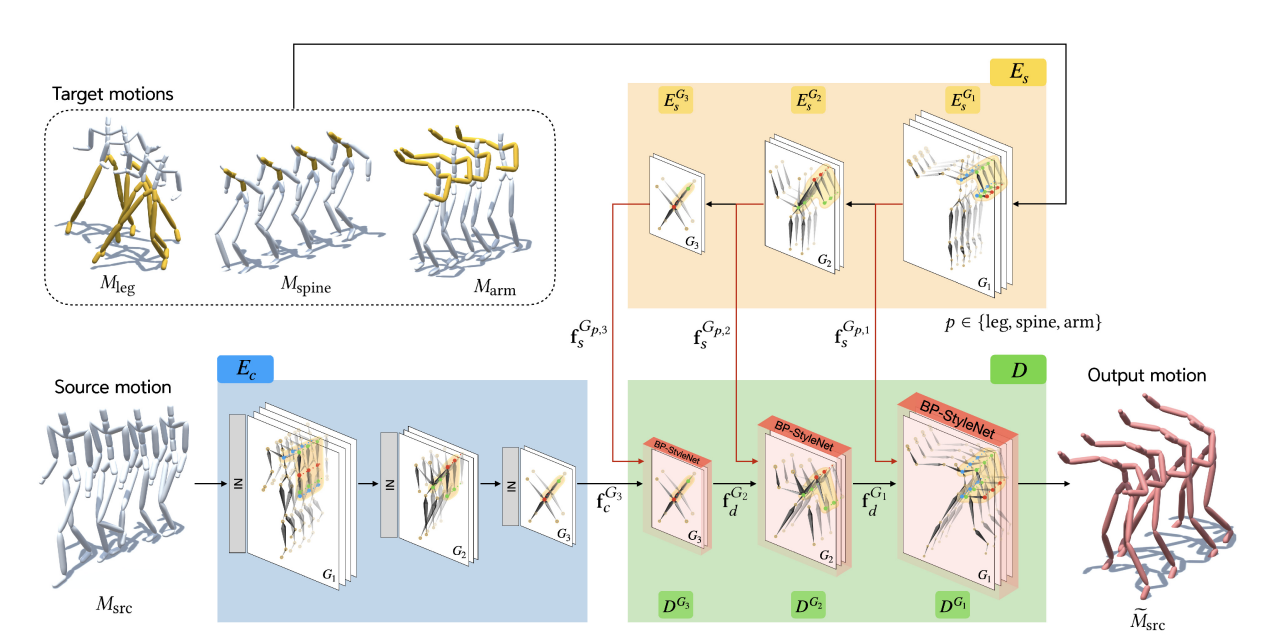 Target motions
M_leg
M_spine
M_arm
E_s
E_s^{G_3}
E_s^{G_2}
E_s^{G_1}
G_3
G_2
G_1
p ∈ {leg, spine, arm}
f_s^{G_{p,3}}
f_s^{G_{p,2}}
f_s^{G_{p,1}}
Source motion
M_src
E_c
IN
G_1
IN
G_2
IN
G_3
f_c^{G_3}
D
BP-StyleNet
G_3
f_d^{G_2}
BP-StyleNet
G_2
f_d^{G_1}
BP-StyleNet
G_1
D^{G_3}
D^{G_2}
D^{G_1}
Output motion
M̃_src